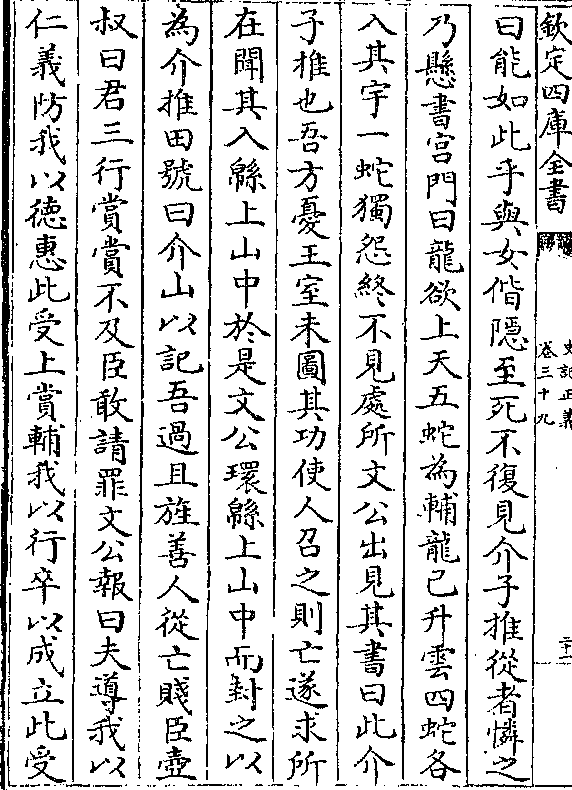 欽定四庫全書
史記正義
卷三十九
二十一
曰能如此乎與女偕隱至死不復見介子推從者憐之
乃懸書宫門曰龍欲上天五蛇為輔龍已升雲四蛇各
入其宇一蛇獨怨終不見處所文公出見其書曰此介
子推也吾方憂王室未圖其功使人召之則亡遂求所
在聞其入緜上山中於是文公環緜上山中而封之以
為介推田號曰介山以記吾過且旌善人從亡賤臣壺
叔曰君三行賞賞不及臣敢請罪文公報曰夫導我以
仁義防我以德惠此受上賞輔我以行卒以成立此受